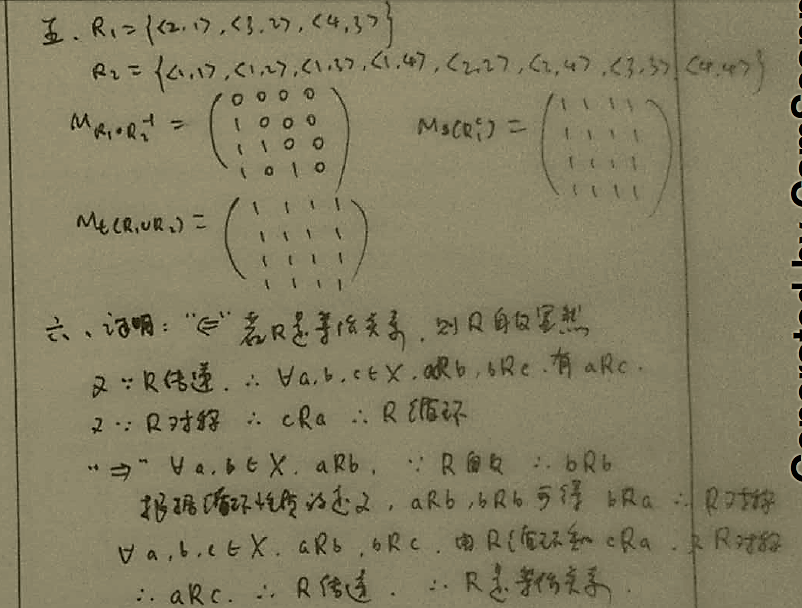 五. R₁ = {<2,1>, <3,2>, <4,3>}
R₂ = {<1,1>, <1,2>, <1,3>, <1,4>, <2,2>, <2,4>, <3,3>, <4,4>}
M_{R₁∘R₂⁻¹} = (0 0 0 0
1 0 0 0
1 1 0 0
1 0 1 0)
M_{S(R₁ᶜ)} = (1 1 1 1
1 1 1 1
1 1 1 1
1 1 1 1)
M_{t(R₁∪R₂)} = (1 1 1 1
1 1 1 1
1 1 1 1
1 1 1 1)
六、证明: "⇐" 若R是等价关系, 则R自反显然
又∵R传递. ∴ ∀a,b,c∈X. aRb, bRc. 有 aRc.
又∵R对称 ∴ cRa ∴ R循环
"⇒" ∀a,b∈X. aRb. ∵R自反 ∴ bRb
根据循环性质的定义, aRb, bRb 可得 bRa ∴ R对称
∀a,b,c∈X. aRb, bRc. 由R循环知 cRa. 又R对称
∴ aRc. ∴ R传递. ∴ R是等价关系.
Generated by CamScanner